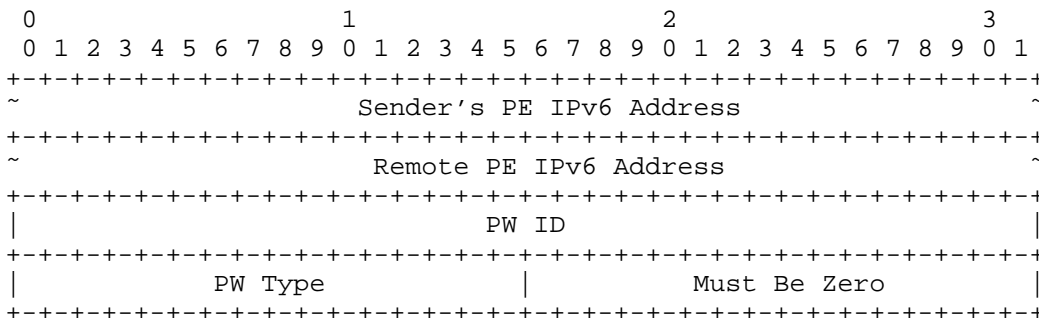 0                   1                   2                   3
 0 1 2 3 4 5 6 7 8 9 0 1 2 3 4 5 6 7 8 9 0 1 2 3 4 5 6 7 8 9 0 1
+-+-+-+-+-+-+-+-+-+-+-+-+-+-+-+-+-+-+-+-+-+-+-+-+-+-+-+-+-+-+-+-+
~                     Sender's PE IPv6 Address                  ~
+-+-+-+-+-+-+-+-+-+-+-+-+-+-+-+-+-+-+-+-+-+-+-+-+-+-+-+-+-+-+-+-+
~                      Remote PE IPv6 Address                   ~
+-+-+-+-+-+-+-+-+-+-+-+-+-+-+-+-+-+-+-+-+-+-+-+-+-+-+-+-+-+-+-+-+
|                             PW ID                             |
+-+-+-+-+-+-+-+-+-+-+-+-+-+-+-+-+-+-+-+-+-+-+-+-+-+-+-+-+-+-+-+-+
|            PW Type            |          Must Be Zero         |
+-+-+-+-+-+-+-+-+-+-+-+-+-+-+-+-+-+-+-+-+-+-+-+-+-+-+-+-+-+-+-+-+